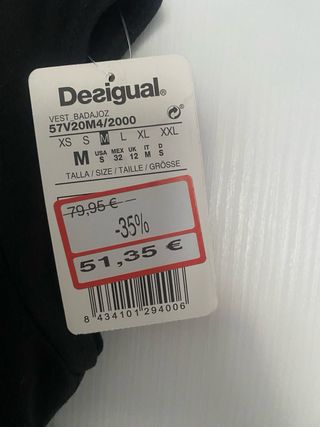 Desigual®
VEST_BADAJOZ
57V20M4/2000
XS S M L XL XXL
M USA S MEX 32 UK 12 IT M D S
TALLA / SIZE / TAILLE / GRÖSSE
79,95 €
-35%
51,35 €
8 434101 294006